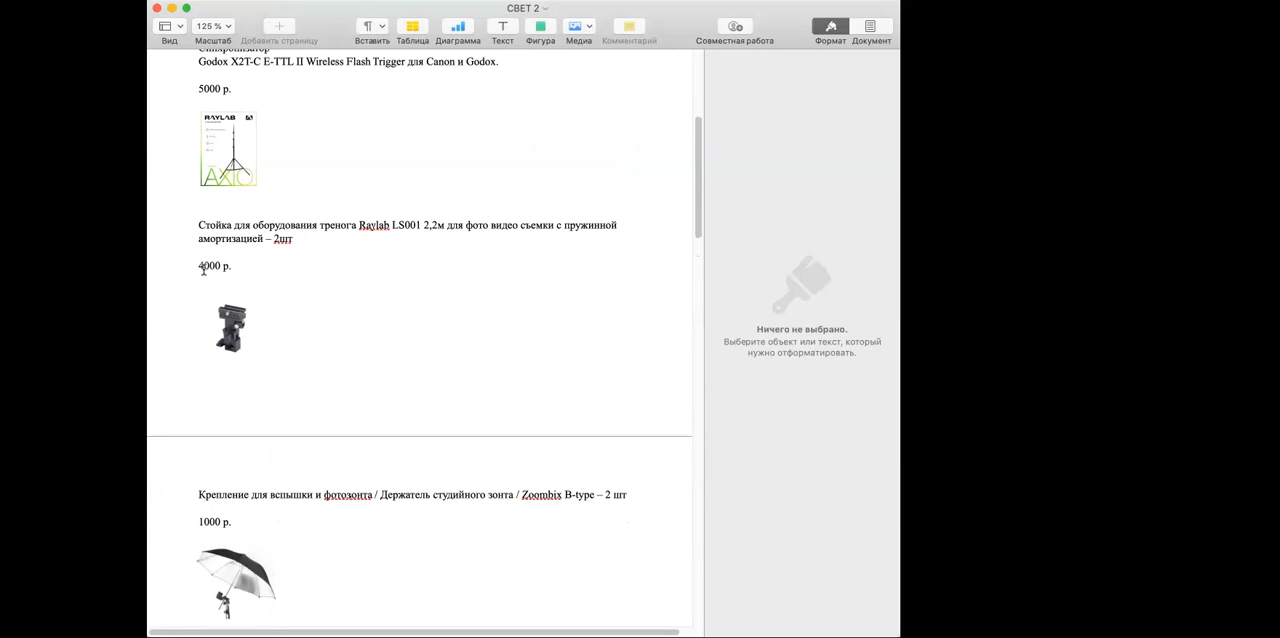 СВЕТ 2
125 %
Вид
Масштаб
Добавить страницу
Вставить
Таблица
Диаграмма
Текст
Фигура
Медиа
Комментарий
Совместная работа
Формат
Документ
Синхронизатор
Godox X2T-C E-TTL II Wireless Flash Trigger для Canon и Godox.
5000 р.
RAYLAB
AXIO
Стойка для оборудования тренога Raylab LS001 2,2м для фото видео съемки с пружинной
амортизацией – 2шт
4000 р.
Крепление для вспышки и фотозонта / Держатель студийного зонта / Zoombix B-type – 2 шт
1000 р.
Ничего не выбрано.
Выберите объект или текст, который
нужно отформатировать.